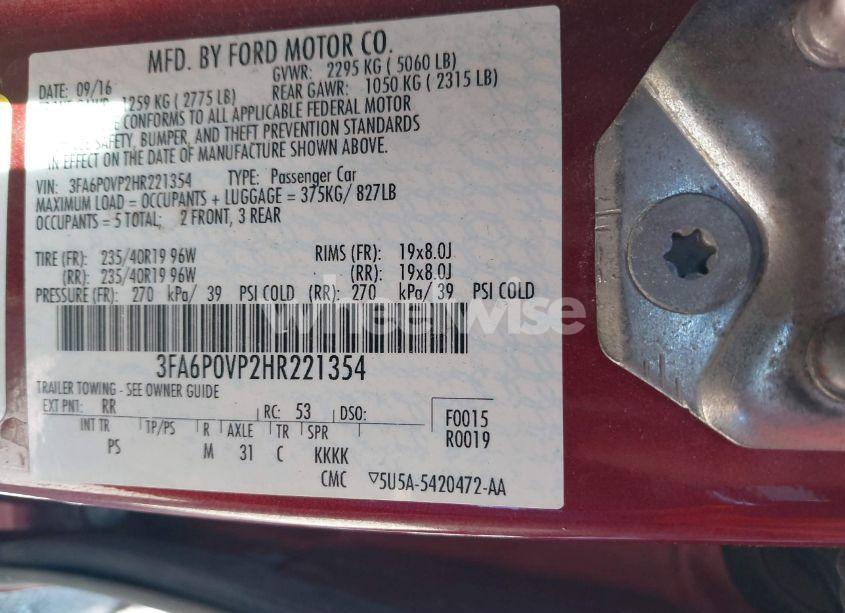 MFD. BY FORD MOTOR CO.
DATE: 09/16 GVWR: 2295 KG ( 5060 LB)
1259 KG ( 2775 LB) REAR GAWR: 1050 KG ( 2315 LB)
E CONFORMS TO ALL APPLICABLE FEDERAL MOTOR
SAFETY, BUMPER, AND THEFT PREVENTION STANDARDS
IN EFFECT ON THE DATE OF MANUFACTURE SHOWN ABOVE.
VIN: 3FA6P0VP2HR221354 TYPE: Passenger Car
MAXIMUM LOAD = OCCUPANTS + LUGGAGE = 375KG/ 827LB
OCCUPANTS = 5 TOTAL; 2 FRONT, 3 REAR
TIRE (FR): 235/40R19 96W RIMS (FR): 19x8.0J
(RR): 235/40R19 96W (RR): 19x8.0J
PRESSURE (FR): 270 kPa/ 39 PSI COLD (RR): 270 kPa/ 39 PSI COLD
wheelwise
3FA6P0VP2HR221354
TRAILER TOWING - SEE OWNER GUIDE
EXT PNT: RR RC: 53 DSO: F0015
INT TR TP/PS R AXLE TR SPR R0019
PS M 31 C KKKK
CMC ▽5U5A-5420472-AA